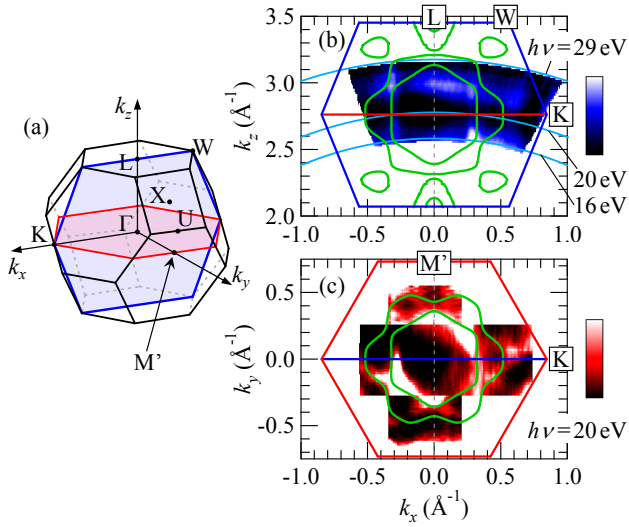 (a)
k_z
L
W
X
Γ
U
K
k_x
k_y
M'
(b)
L
W
3.5
3.0
2.5
2.0
k_z (Å⁻¹)
-1.0 -0.5 0.0 0.5 1.0
hν = 29 eV
K
20 eV
16 eV
(c)
M'
0.5
0.0
-0.5
k_y (Å⁻¹)
K
hν = 20 eV
-1.0 -0.5 0.0 0.5 1.0
k_x (Å⁻¹)